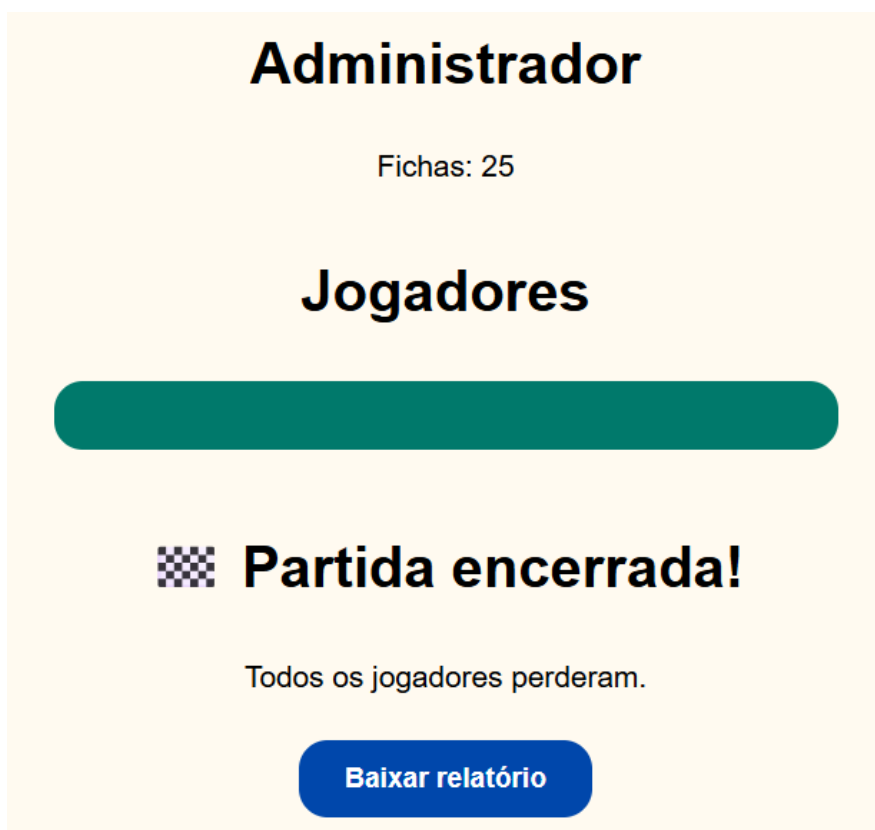 Administrador
Fichas: 25
Jogadores
Partida encerrada!
Todos os jogadores perderam.
Baixar relatório